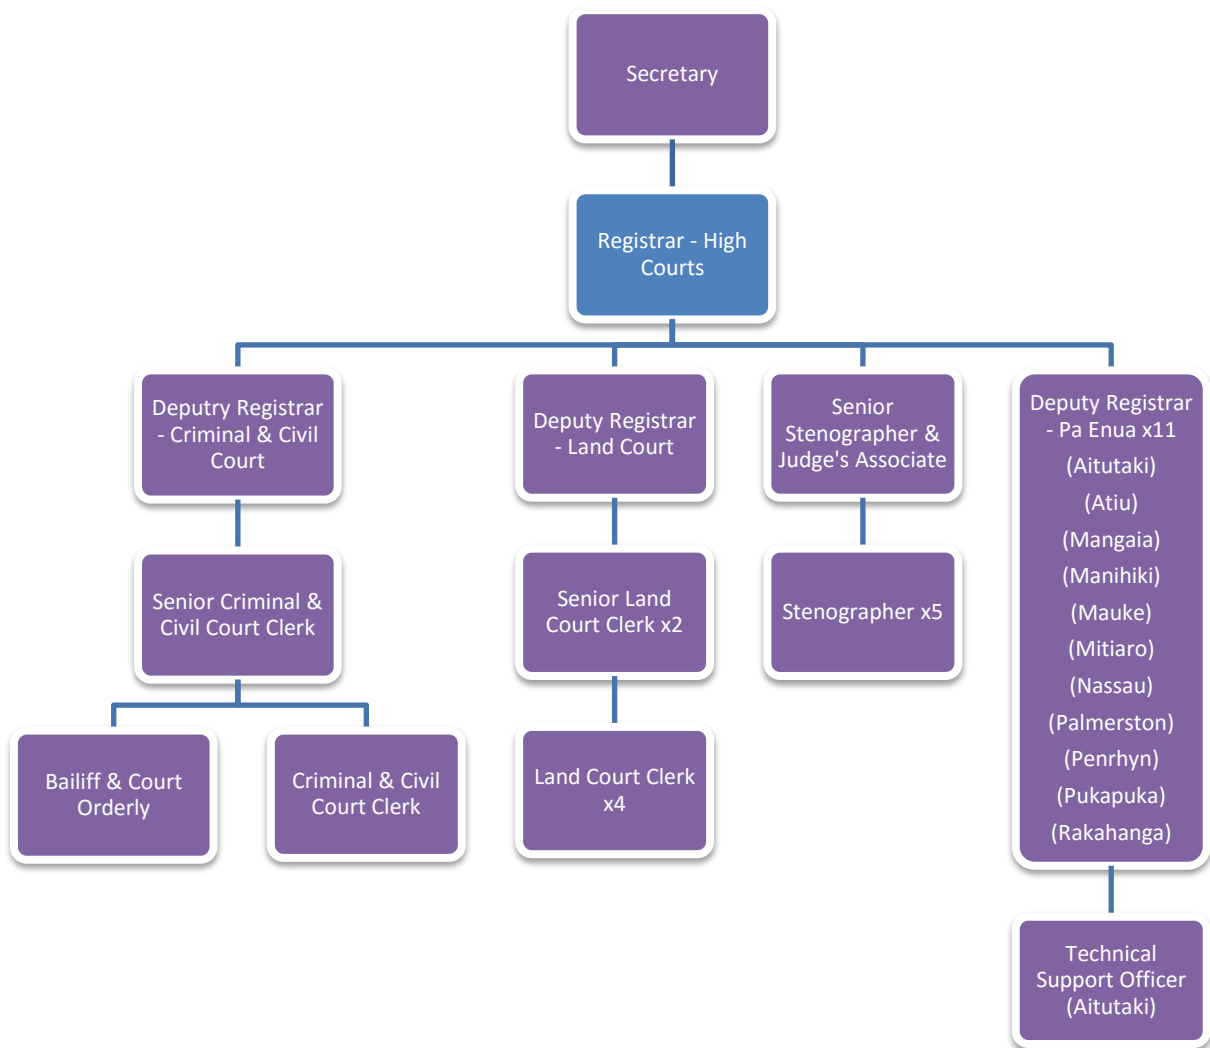 Secretary
Registrar - High
Courts
Deputry Registrar
- Criminal & Civil
Court
Deputy Registrar
- Land Court
Senior
Stenographer &
Judge's Associate
Deputy Registrar
- Pa Enua x11
(Aitutaki)
(Atiu)
(Mangaia)
(Manihiki)
(Mauke)
(Mitiaro)
(Nassau)
(Palmerston)
(Penrhyn)
(Pukapuka)
(Rakahanga)
Senior Criminal &
Civil Court Clerk
Senior Land
Court Clerk x2
Stenographer x5
Bailiff & Court
Orderly
Criminal & Civil
Court Clerk
Land Court Clerk
x4
Technical
Support Officer
(Aitutaki)